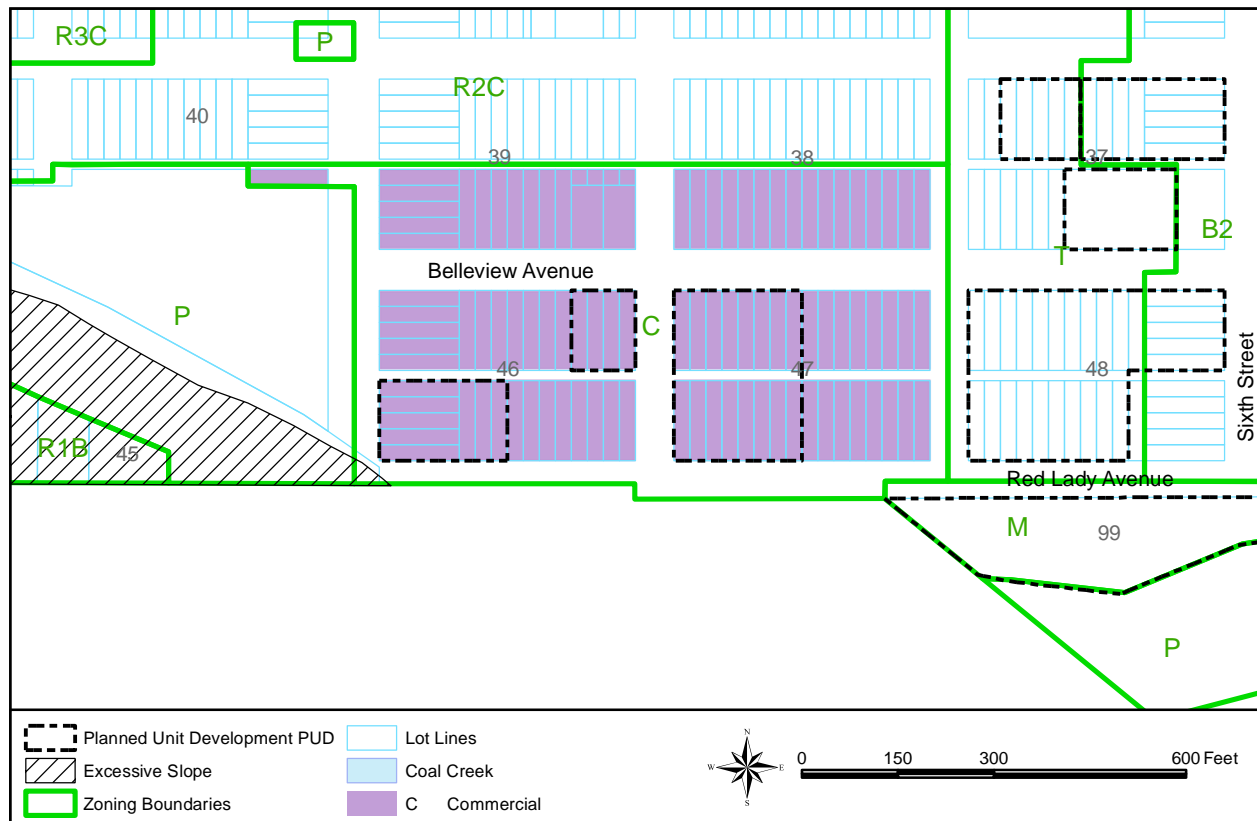 R3C
P
R2C
40
39
38
37
Belleview Avenue
B2
T
P
C
46
47
48
Sixth Street
R1B
45
Red Lady Avenue
M
99
P
Planned Unit Development PUD
Lot Lines
Excessive Slope
Coal Creek
Zoning Boundaries
C Commercial
N
W E
S
0 150 300 600 Feet